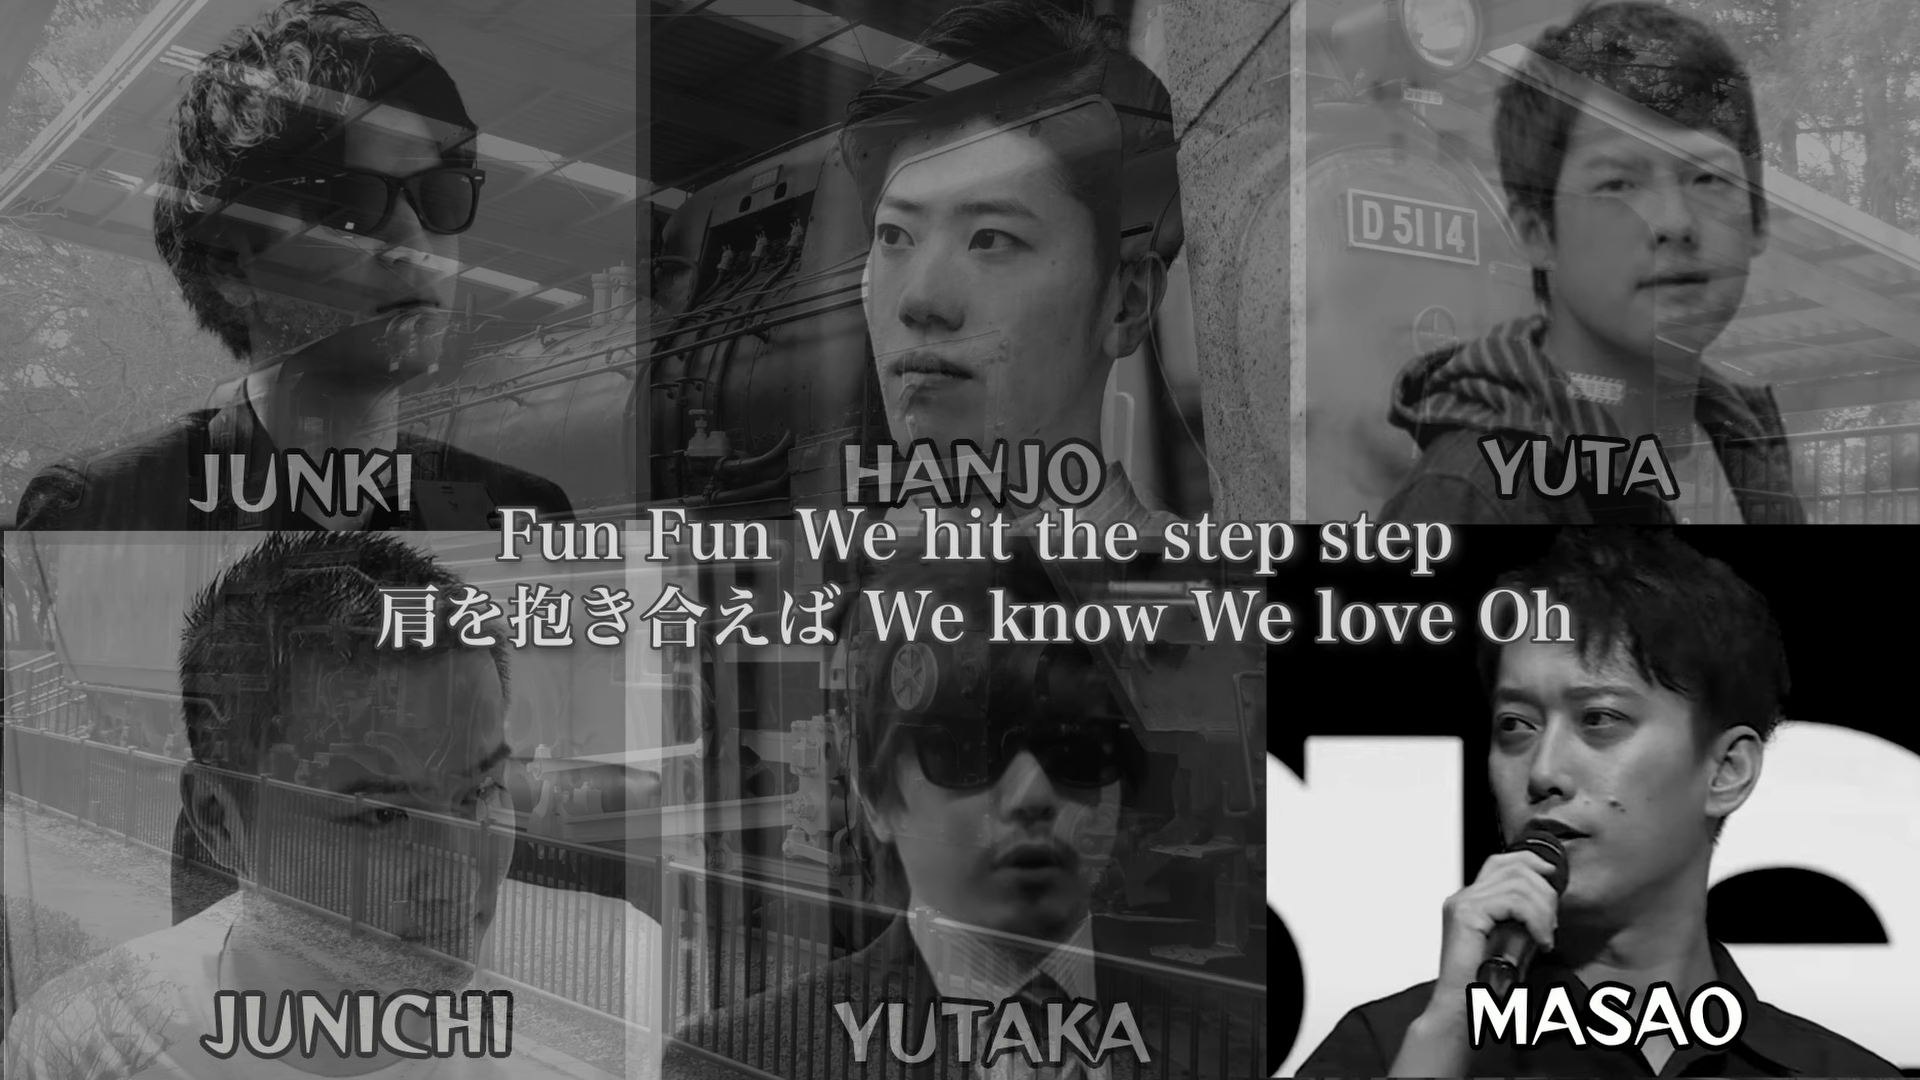 D 51 14
JUNKI
HANJO
YUTA
Fun Fun We hit the step step
肩を抱き合えば We know We love Oh
JUNICHI
YUTAKA
MASAO